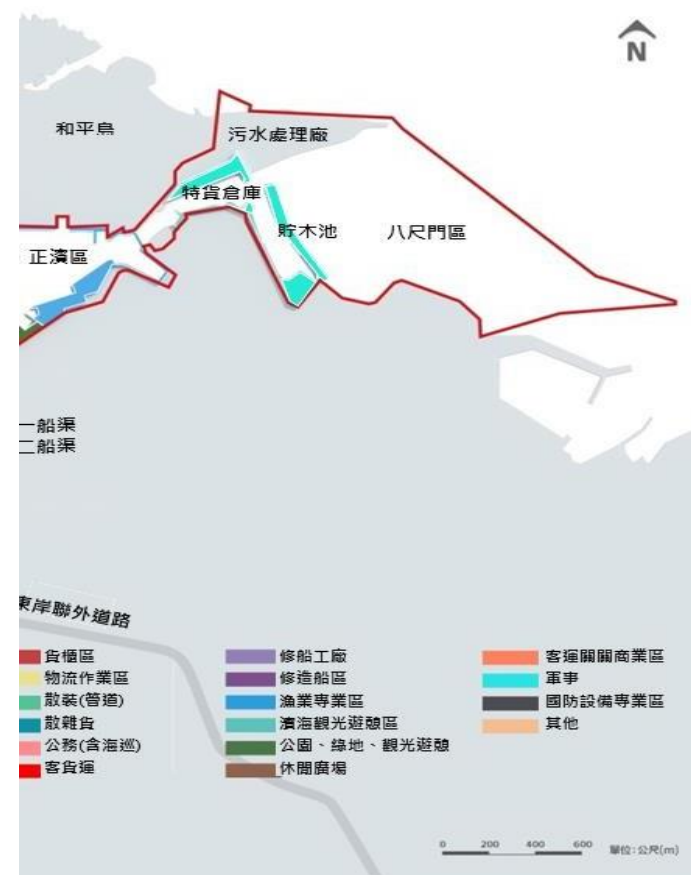 N
和平島
污水處理廠
特貨倉庫
貯木池
八尺門區
正濱區
一船渠
二船渠
東岸聯外道路
貨櫃區
物流作業區
散裝(管道)
散雜貨
公務(含海巡)
客貨運
修船工廠
修造船區
漁業專業區
濱海觀光遊憩區
公園、綠地、觀光遊憩
休閒廣場
客運關關商業區
軍事
國防設備專業區
其他
0 200 400 600 單位:公尺(m)